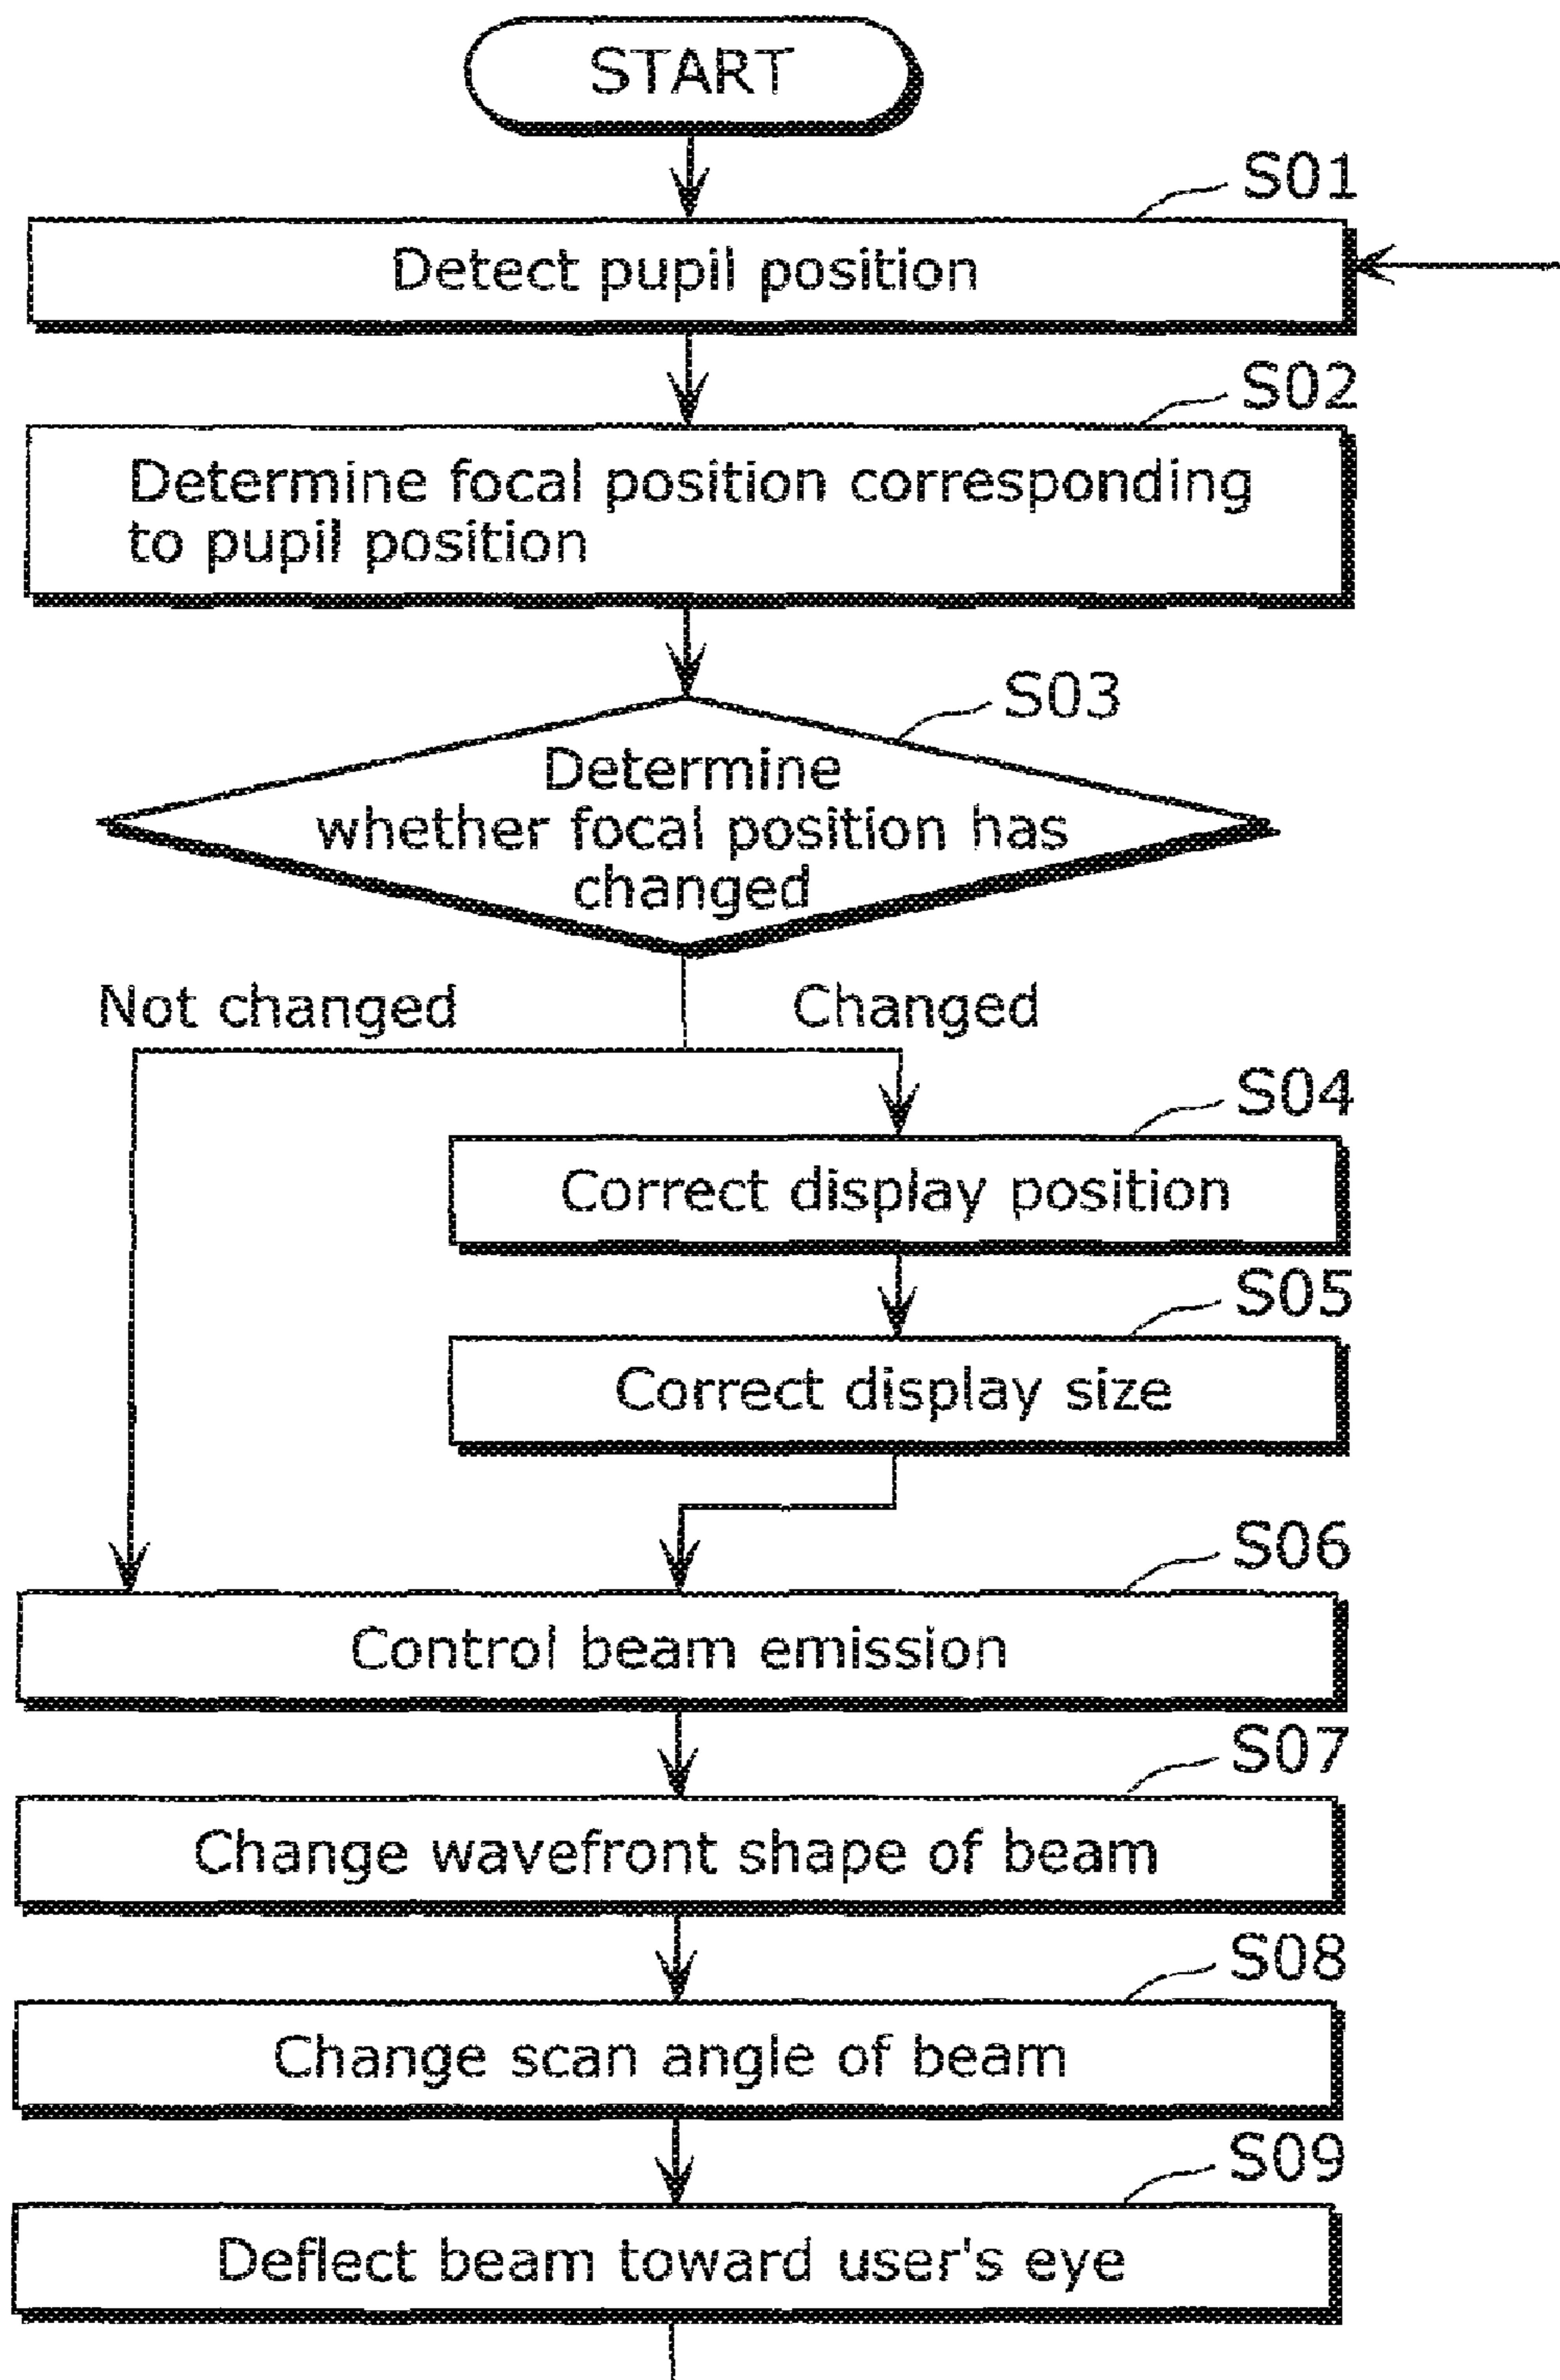 START
S01
Detect pupil position
S02
Determine focal position corresponding
to pupil position
S03
Determine
whether focal position has
changed
Not changed
Changed
S04
Correct display position
S05
Correct display size
S06
Control beam emission
S07
Change wavefront shape of beam
S08
Change scan angle of beam
S09
Deflect beam toward user's eye